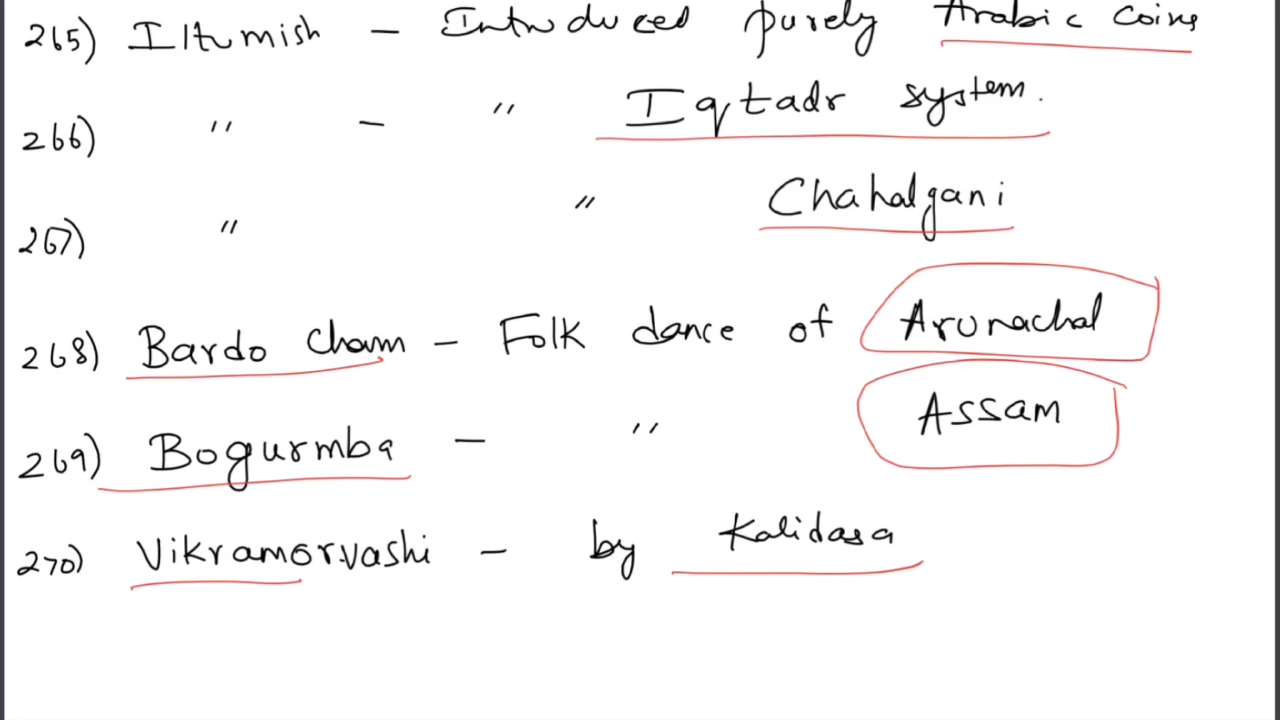 265) Iltumish - Introduced purely Arabic Coins
266) " - " Iqtadr system.
267) " " Chahalgani
268) Bardo Cham - Folk dance of Arunachal
269) Bogurmba - " Assam
270) Vikramorvashi - by Kalidasa